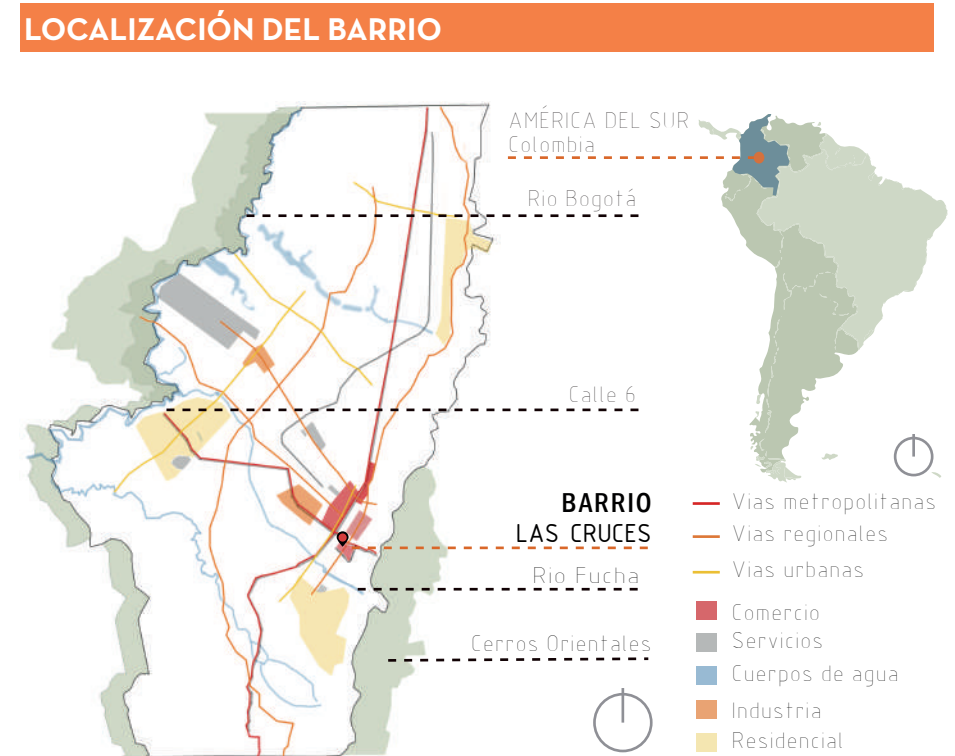 LOCALIZACIÓN DEL BARRIO
AMÉRICA DEL SUR
Colombia
Rio Bogotá
Calle 6
BARRIO
LAS CRUCES
Rio Fucha
Cerros Orientales
Vias metropolitanas
Vias regionales
Vias urbanas
Comercio
Servicios
Cuerpos de agua
Industria
Residencial